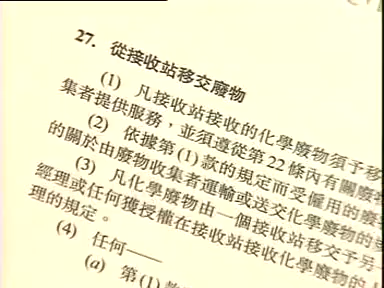 27. 從接收站移交廢物
(1) 凡接收站接收的化學廢物須予移
集者提供服務，並須遵從第22條內有關廢
(2) 依據第(1)款的規定而受僱用的廢
的關於由廢物收集者運輸或送交化學廢物的
(3) 凡化學廢物由一個接收站移交予另一
經理或任何獲授權在接收站接收化學廢物的人
理的規定。
(4) 任何——
(a) 第(1)款